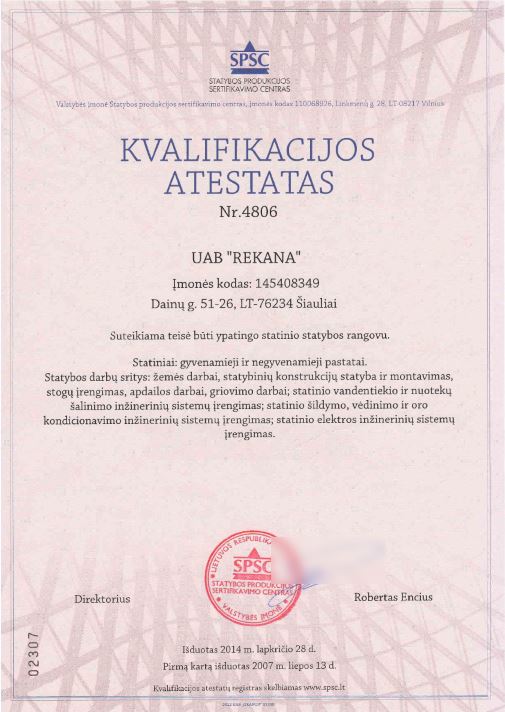 SPSC
STATYBOS PRODUKCIJOS
SERTIFIKAVIMO CENTRAS
Valstybės įmonė Statybos produkcijos sertifikavimo centras, įmonės kodas 110068926, Linkmenų g. 28, LT-08217 Vilnius
KVALIFIKACIJOS
ATESTATAS
Nr.4806
UAB "REKANA"
Įmonės kodas: 145408349
Dainų g. 51-26, LT-76234 Šiauliai
Suteikiama teisė būti ypatingo statinio statybos rangovu.
Statiniai: gyvenamieji ir negyvenamieji pastatai.
Statybos darbų sritys: žemės darbai, statybinių konstrukcijų statyba ir montavimas,
stogų įrengimas, apdailos darbai, griovimo darbai; statinio vandentiekio ir nuotekų
šalinimo inžinerinių sistemų įrengimas; statinio šildymo, vėdinimo ir oro
kondicionavimo inžinerinių sistemų įrengimas; statinio elektros inžinerinių sistemų
įrengimas.
LIETUVOS RESPUBLIK
SPSC
STATYBOS PRODUKCIJOS
SERTIFIKAVIMO CENTRAS
VALSTYBĖS ĮMONĖ
Direktorius
Robertas Encius
02307
Išduotas 2014 m. lapkričio 28 d.
Pirmą kartą išduotas 2007 m. liepos 13 d.
Kvalifikacijos atestatų registras skelbiamas www.spsc.lt